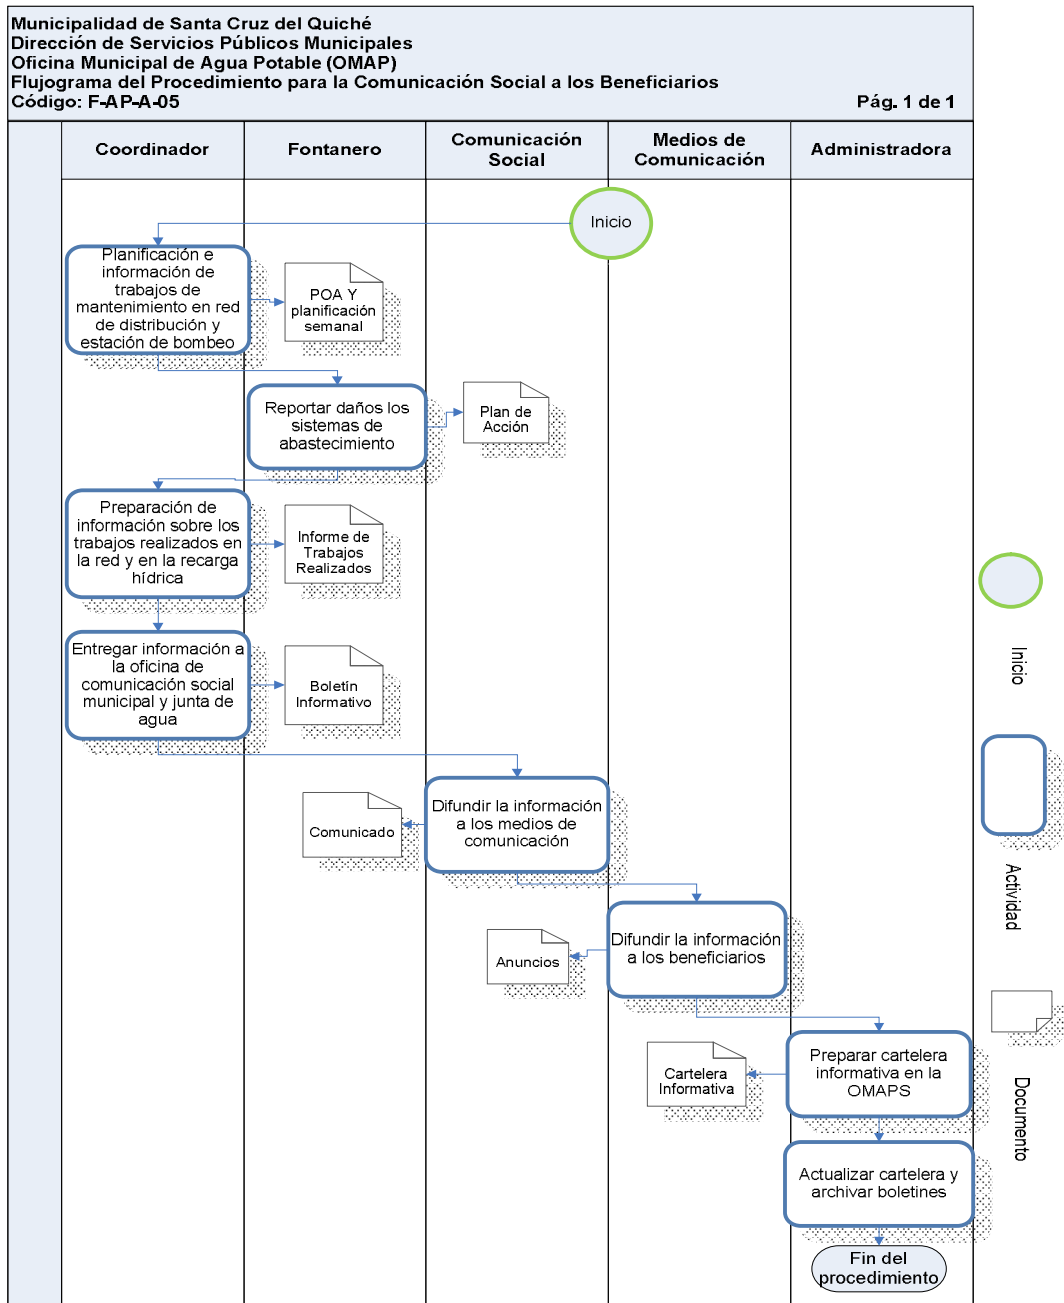 Municipalidad de Santa Cruz del Quiché
Dirección de Servicios Públicos Municipales
Oficina Municipal de Agua Potable (OMAP)
Flujograma del Procedimiento para la Comunicación Social a los Beneficiarios
Código: F-AP-A-05
Pág. 1 de 1
Coordinador
Fontanero
Comunicación
Social
Medios de
Comunicación
Administradora
Inicio
Planificación e
información de
trabajos de
mantenimiento en red
de distribución y
estación de bombeo
POA Y
planificación
semanal
Reportar daños los
sistemas de
abastecimiento
Plan de
Acción
Preparación de
información sobre los
trabajos realizados en
la red y en la recarga
hídrica
Informe de
Trabajos
Realizados
Entregar información a
la oficina de
comunicación social
municipal y junta de
agua
Boletín
Informativo
Difundir la información
a los medios de
comunicación
Comunicado
Difundir la información
a los beneficiarios
Anuncios
Preparar cartelera
informativa en la
OMAPS
Cartelera
Informativa
Actualizar cartelera y
archivar boletines
Fin del
procedimiento
Inicio
Actividad
Documento